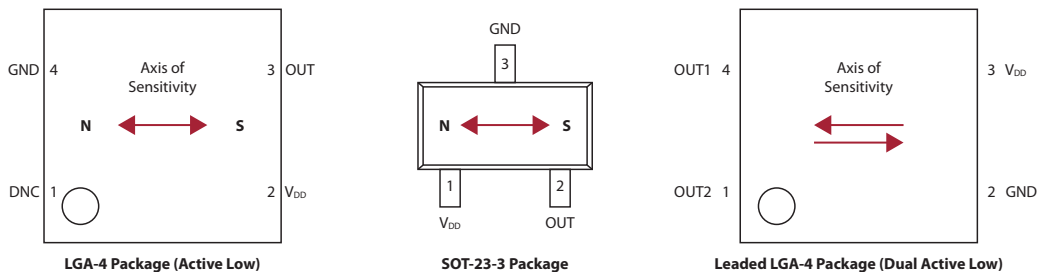 GND 4
Axis of
Sensitivity
3 OUT
N
S
DNC 1
2 VDD
LGA-4 Package (Active Low)
GND
3
N
S
1
2
VDD
OUT
SOT-23-3 Package
OUT1 4
Axis of
Sensitivity
3 VDD
OUT2 1
2 GND
Leaded LGA-4 Package (Dual Active Low)